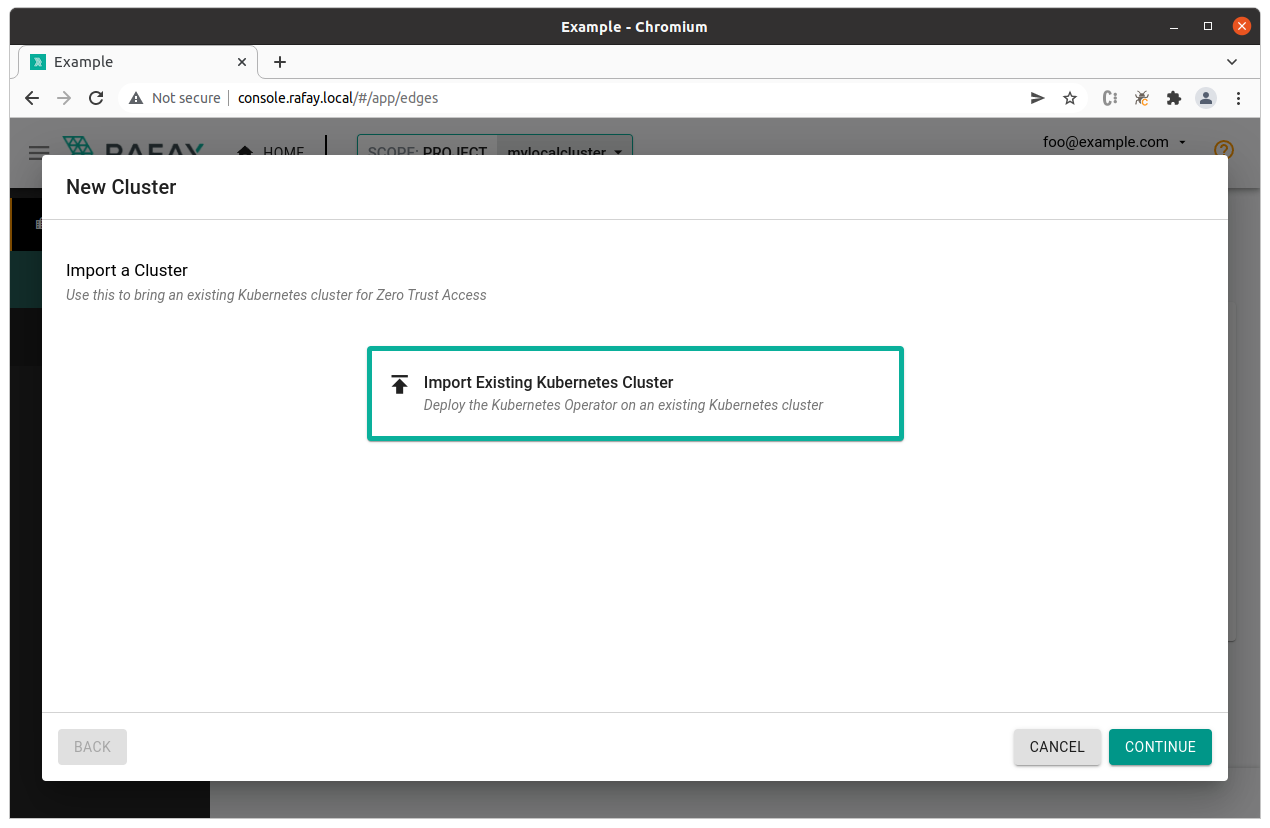 Example - Chromium
Example
Not secure console.rafay.local/#/app/edges
RAFAY HOME SCOPE: PROJECT mylocalcluster foo@example.com
New Cluster
Import a Cluster
Use this to bring an existing Kubernetes cluster for Zero Trust Access
Import Existing Kubernetes Cluster
Deploy the Kubernetes Operator on an existing Kubernetes cluster
BACK CANCEL CONTINUE